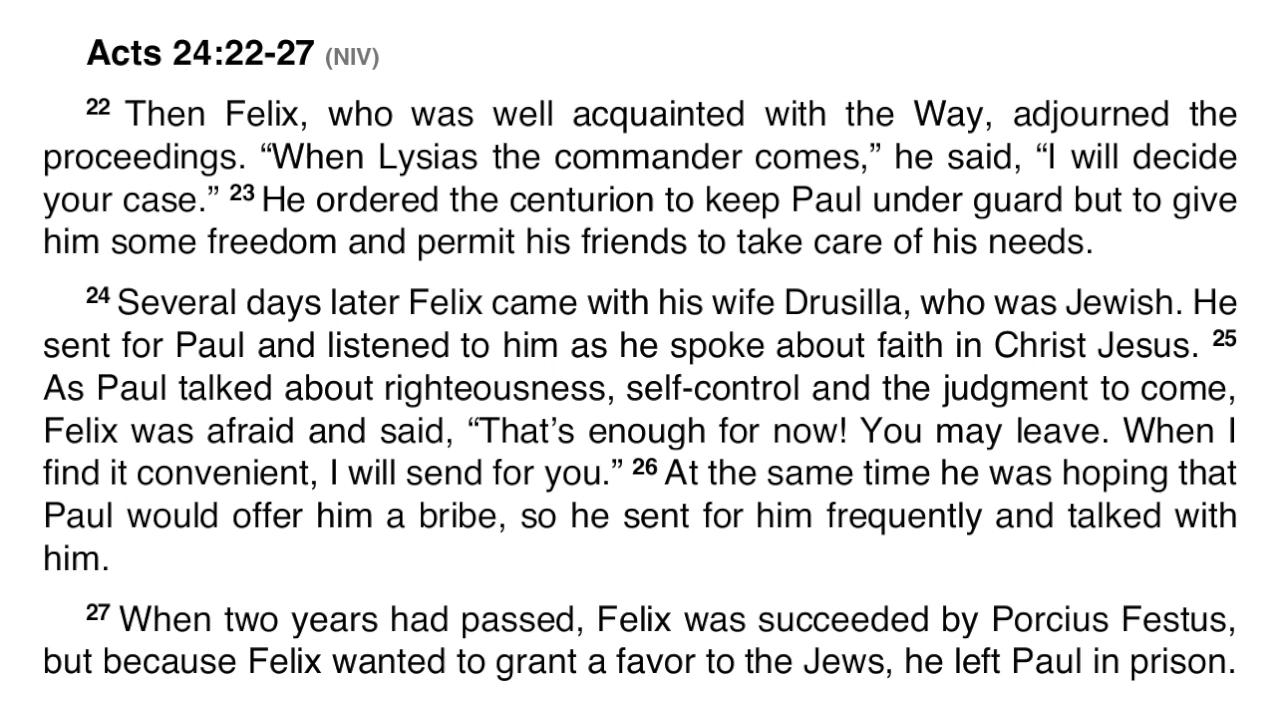 Acts 24:22-27 (NIV)
22 Then Felix, who was well acquainted with the Way, adjourned the
proceedings. “When Lysias the commander comes,” he said, “I will decide
your case.” 23 He ordered the centurion to keep Paul under guard but to give
him some freedom and permit his friends to take care of his needs.
24 Several days later Felix came with his wife Drusilla, who was Jewish. He
sent for Paul and listened to him as he spoke about faith in Christ Jesus. 25
As Paul talked about righteousness, self-control and the judgment to come,
Felix was afraid and said, “That’s enough for now! You may leave. When I
find it convenient, I will send for you.” 26 At the same time he was hoping that
Paul would offer him a bribe, so he sent for him frequently and talked with
him.
27 When two years had passed, Felix was succeeded by Porcius Festus,
but because Felix wanted to grant a favor to the Jews, he left Paul in prison.